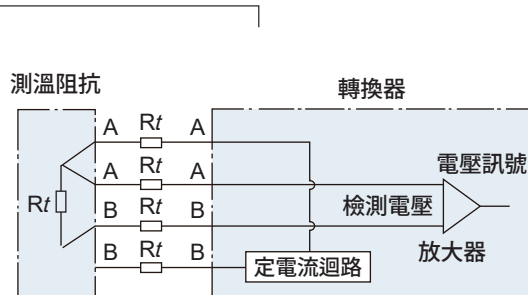 測溫阻抗
轉換器
A Rt A
A Rt A 電壓訊號
Rt B Rt B 檢測電壓
放大器
B Rt B 定電流迴路